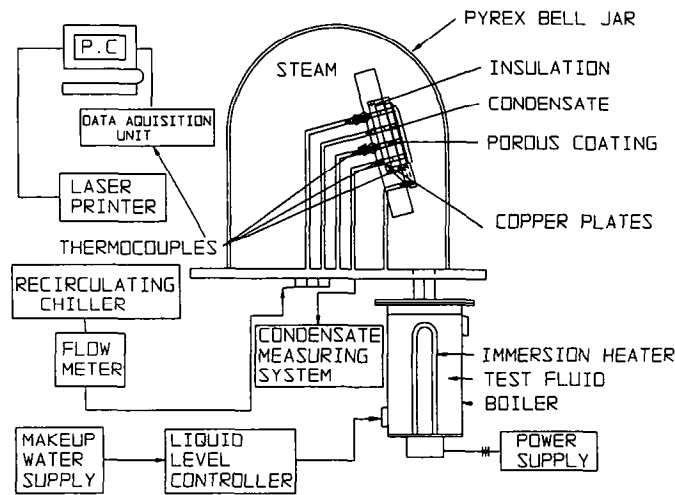 PYREX BELL JAR
P.C
STEAM
INSULATION
CONDENSATE
DATA AQUISITION
UNIT
POROUS COATING
LASER
PRINTER
COPPER PLATES
THERMOCOUPLES
RECIRCULATING
CHILLER
FLOW
METER
CONDENSATE
MEASURING
SYSTEM
IMMERSION HEATER
TEST FLUID
BOILER
MAKEUP
WATER
SUPPLY
LIQUID
LEVEL
CONTROLLER
POWER
SUPPLY